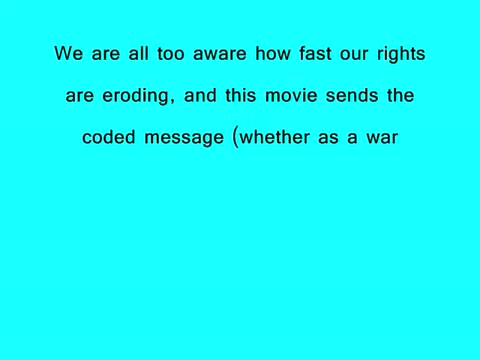 We are all too aware how fast our rights
are eroding, and this movie sends the
coded message (whether as a war